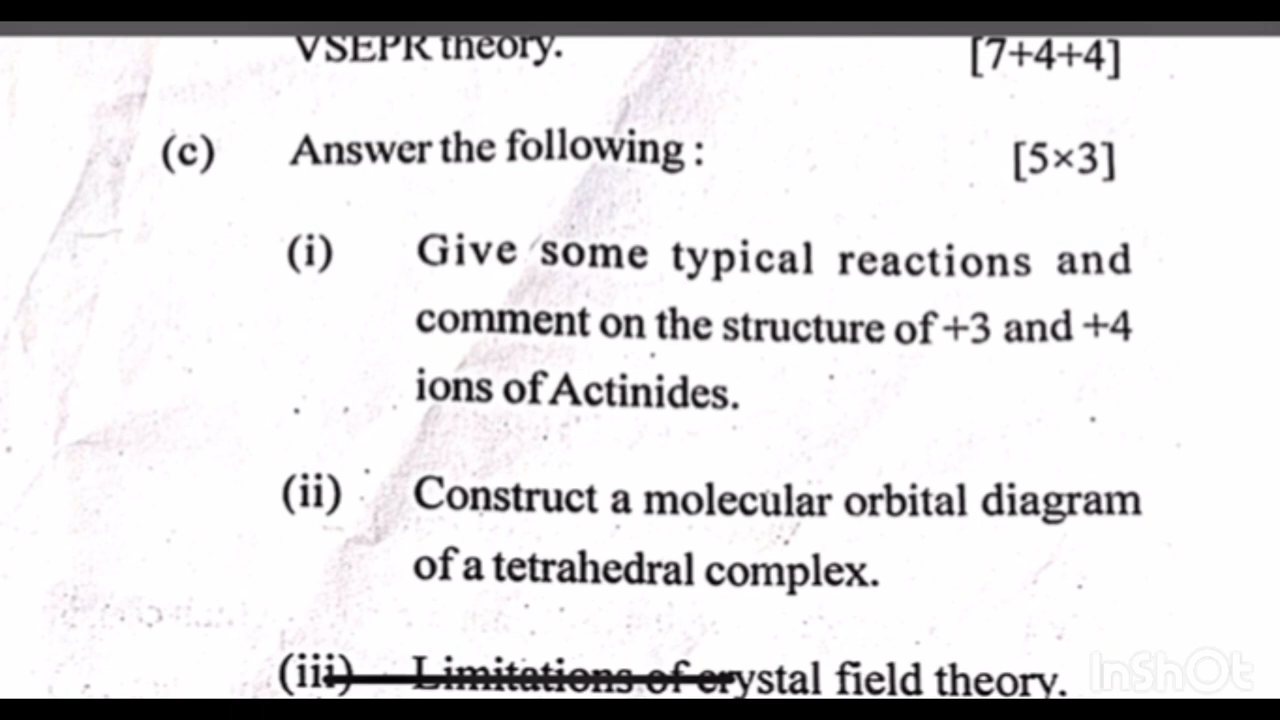 VSEPR theory. [7+4+4]
(c) Answer the following : [5×3]
(i) Give some typical reactions and
comment on the structure of +3 and +4
ions of Actinides.
(ii) Construct a molecular orbital diagram
of a tetrahedral complex.
(iii) Limitations of crystal field theory.
InShOt